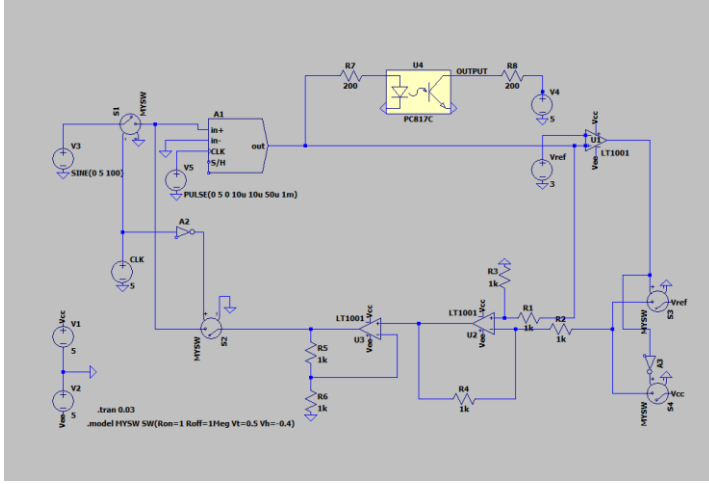 R7
200
U4
PC817C
OUTPUT
R8
200
V4
5
S1
MYSW
V3
SINE(0 5 100)
A1
in+
in-
CLK
S/H
out
V5
PULSE(5 0 0 10u 10u 50u 1m)
Vcc
U1
LT1001
Vee
Vref
3
A2
CLK
5
V1
Vcc
5
V2
Vee
5
MYSW
S2
LT1001
Vcc
U3
Vee
R5
1k
R6
1k
LT1001
Vcc
U2
Vee
R3
1k
R1
1k
R2
1k
R4
1k
Vref
MYSW
S3
A3
Vcc
MYSW
S4
.tran 0.03
.model MYSW SW(Ron=1 Roff=1Meg Vt=0.5 Vh=-0.4)